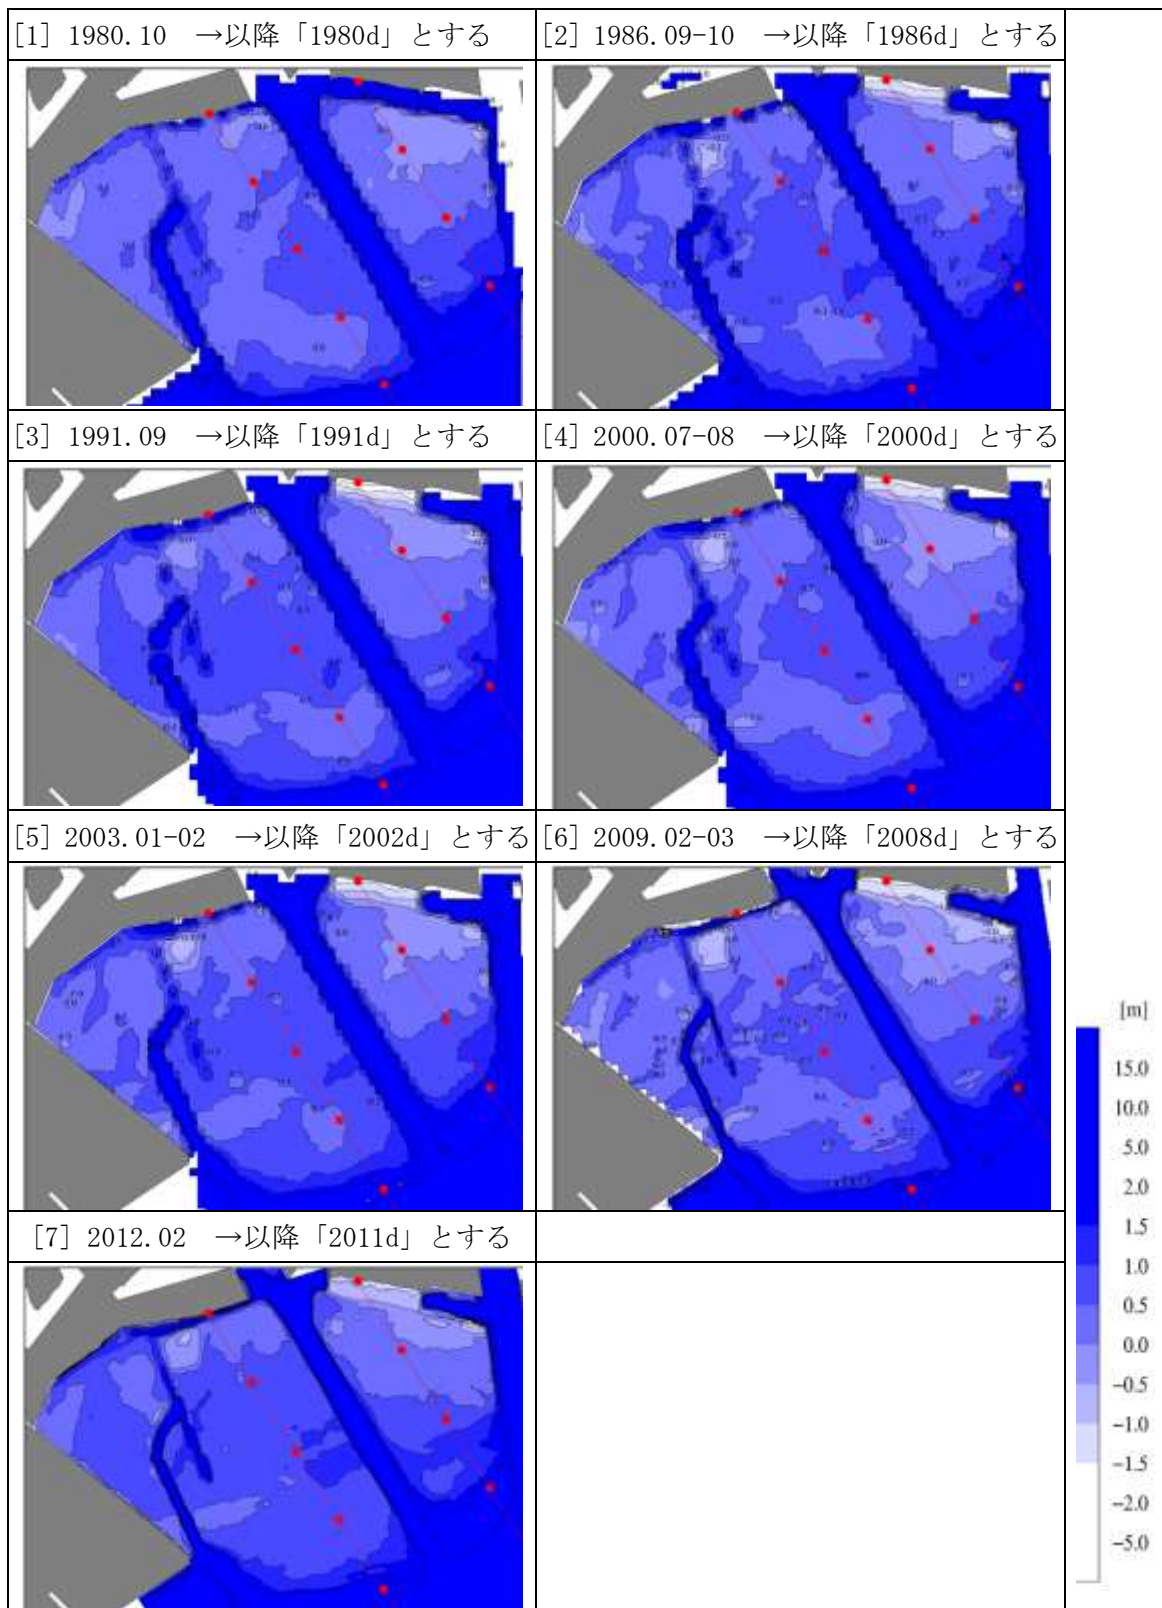 [1] 1980.10　→以降「1980d」とする
[2] 1986.09-10　→以降「1986d」とする
[3] 1991.09　→以降「1991d」とする
[4] 2000.07-08　→以降「2000d」とする
[5] 2003.01-02　→以降「2002d」とする
[6] 2009.02-03　→以降「2008d」とする
[7] 2012.02　→以降「2011d」とする
[m]
15.0
10.0
5.0
2.0
1.5
1.0
0.5
0.0
-0.5
-1.0
-1.5
-2.0
-5.0